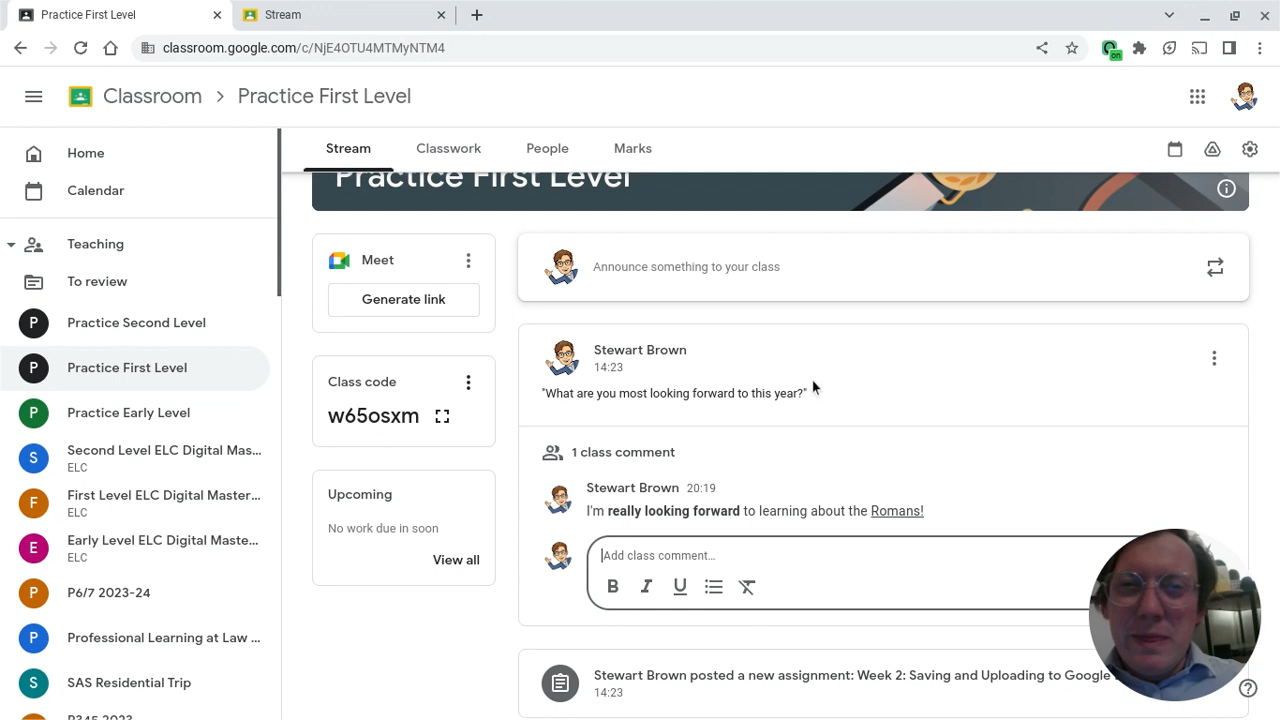 Practice First Level
Stream
classroom.google.com/c/NjE4OTU4MTMyNTM4
on
Classroom > Practice First Level
Home
Calendar
Teaching
To review
P Practice Second Level
P Practice First Level
P Practice Early Level
S Second Level ELC Digital Mas...
ELC
F First Level ELC Digital Master...
ELC
E Early Level ELC Digital Maste...
ELC
P P6/7 2023-24
P Professional Learning at Law ...
S SAS Residential Trip
P345 2023
Stream Classwork People Marks
Practice First Level
Meet
Generate link
Class code
w65osxm
Upcoming
No work due in soon
View all
Announce something to your class
Stewart Brown
14:23
"What are you most looking forward to this year?"
1 class comment
Stewart Brown 20:19
I'm really looking forward to learning about the Romans!
Add class comment...
B I U
Stewart Brown posted a new assignment: Week 2: Saving and Uploading to Google
14:23